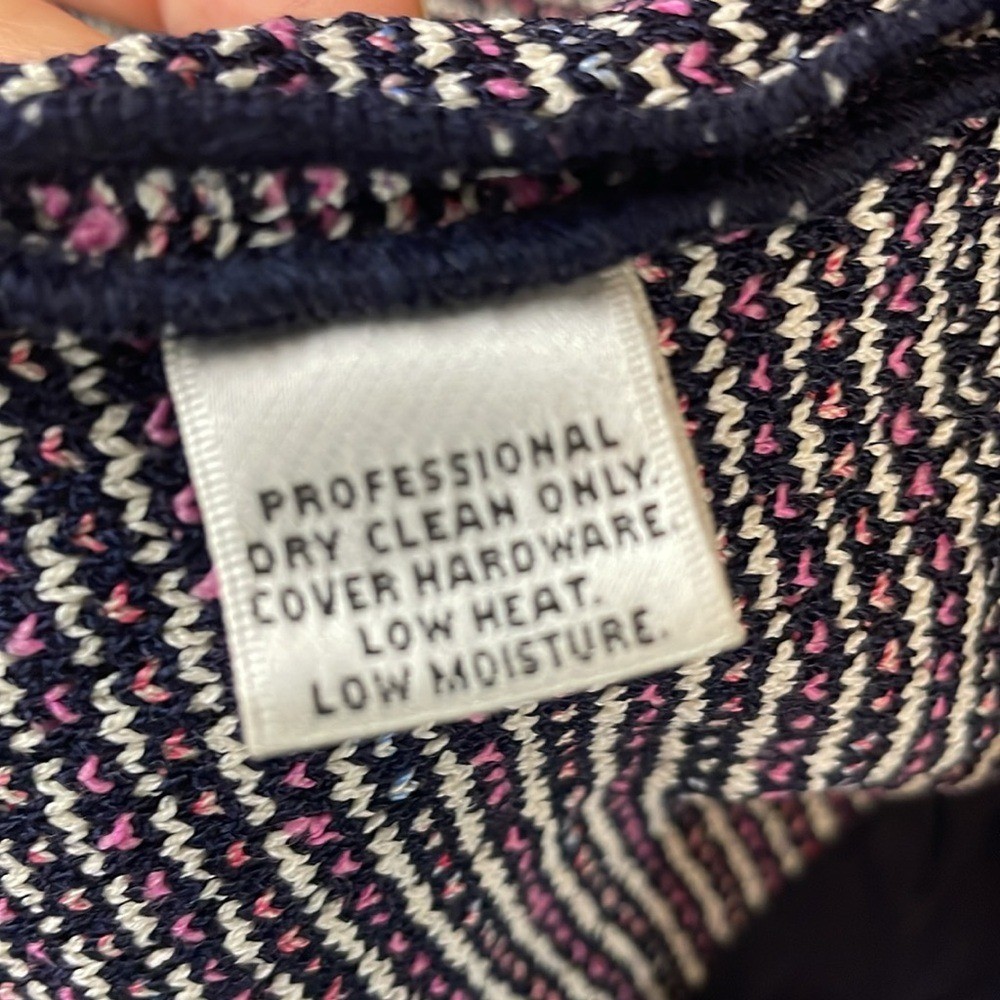 PROFESSIONAL
DRY CLEAN ONLY.
COVER HARDWARE.
LOW HEAT.
LOW MOISTURE.